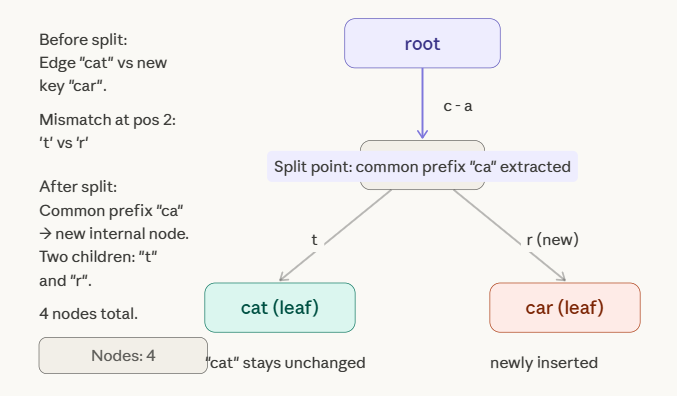 Before split:
Edge "cat" vs new
key "car".
Mismatch at pos 2:
't' vs 'r'
After split:
Common prefix "ca"
→ new internal node.
Two children: "t"
and "r".
4 nodes total.
Nodes: 4
root
c - a
Split point: common prefix "ca" extracted
t
r (new)
cat (leaf)
car (leaf)
"cat" stays unchanged
newly inserted